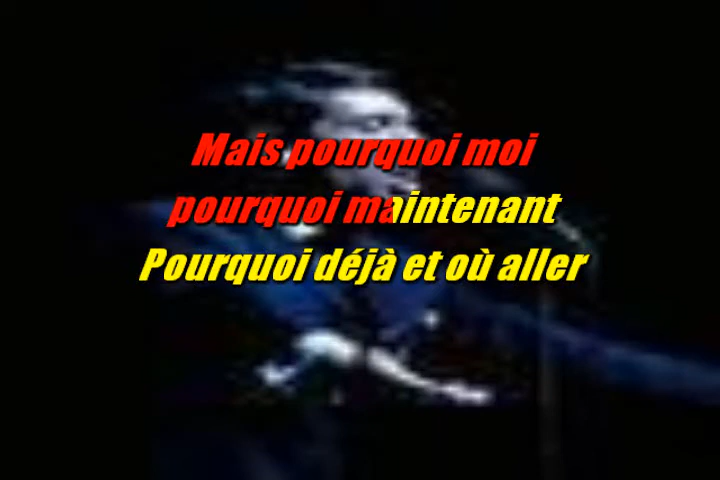 Mais pourquoi moi
pourquoi maintenant
Pourquoi déjà et où aller